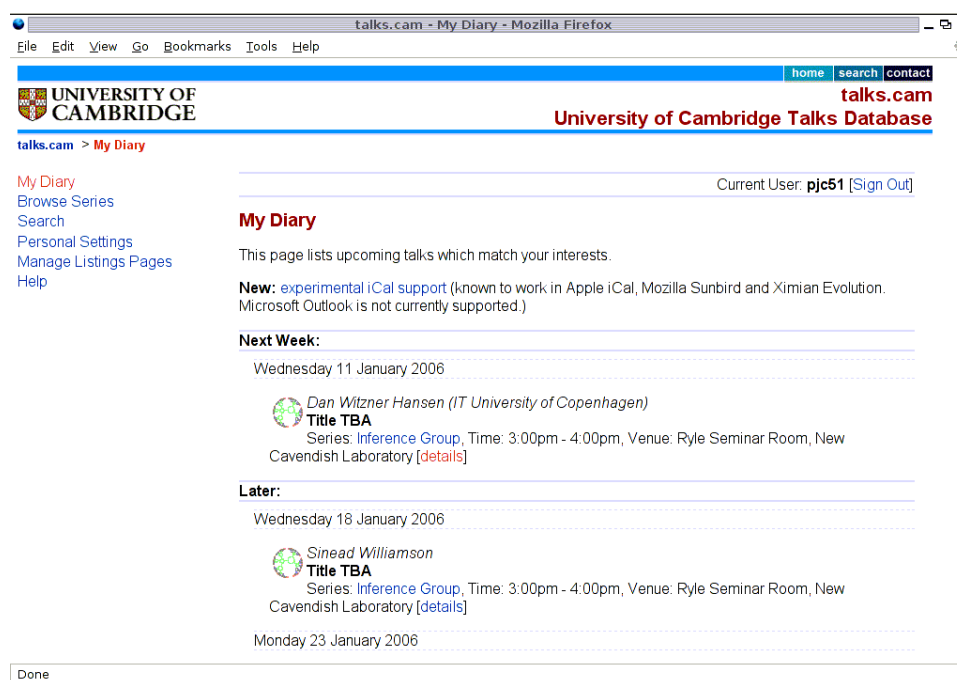 talks.cam - My Diary - Mozilla Firefox
File Edit View Go Bookmarks Tools Help
home search contact
UNIVERSITY OF
CAMBRIDGE
talks.cam
University of Cambridge Talks Database
talks.cam > My Diary
My Diary
Browse Series
Search
Personal Settings
Manage Listings Pages
Help
Current User: pjc51 [Sign Out]
My Diary
This page lists upcoming talks which match your interests.
New: experimental iCal support (known to work in Apple iCal, Mozilla Sunbird and Ximian Evolution.
Microsoft Outlook is not currently supported.)
Next Week:
Wednesday 11 January 2006
Dan Witzner Hansen (IT University of Copenhagen)
Title TBA
Series: Inference Group, Time: 3:00pm - 4:00pm, Venue: Ryle Seminar Room, New
Cavendish Laboratory [details]
Later:
Wednesday 18 January 2006
Sinead Williamson
Title TBA
Series: Inference Group, Time: 3:00pm - 4:00pm, Venue: Ryle Seminar Room, New
Cavendish Laboratory [details]
Monday 23 January 2006
Done